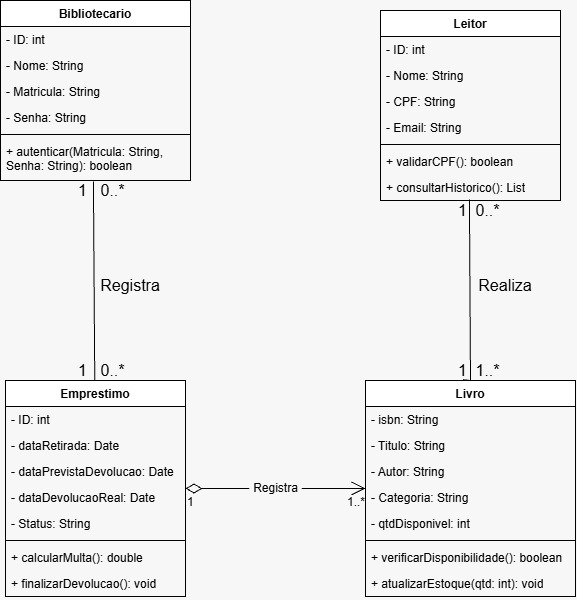 Bibliotecario
- ID: int
- Nome: String
- Matricula: String
- Senha: String
+ autenticar(Matricula: String,
Senha: String): boolean
1 0..*
Registra
1 0..*
Leitor
- ID: int
- Nome: String
- CPF: String
- Email: String
+ validarCPF(): boolean
+ consultarHistorico(): List
1 0..*
Realiza
1 1..*
Emprestimo
- ID: int
- dataRetirada: Date
- dataPrevistaDevolucao: Date
- dataDevolucaoReal: Date
- Status: String
+ calcularMulta(): double
+ finalizarDevolucao(): void
1
Registra
1..*
Livro
- isbn: String
- Titulo: String
- Autor: String
- Categoria: String
- qtdDisponivel: int
+ verificarDisponibilidade(): boolean
+ atualizarEstoque(qtd: int): void